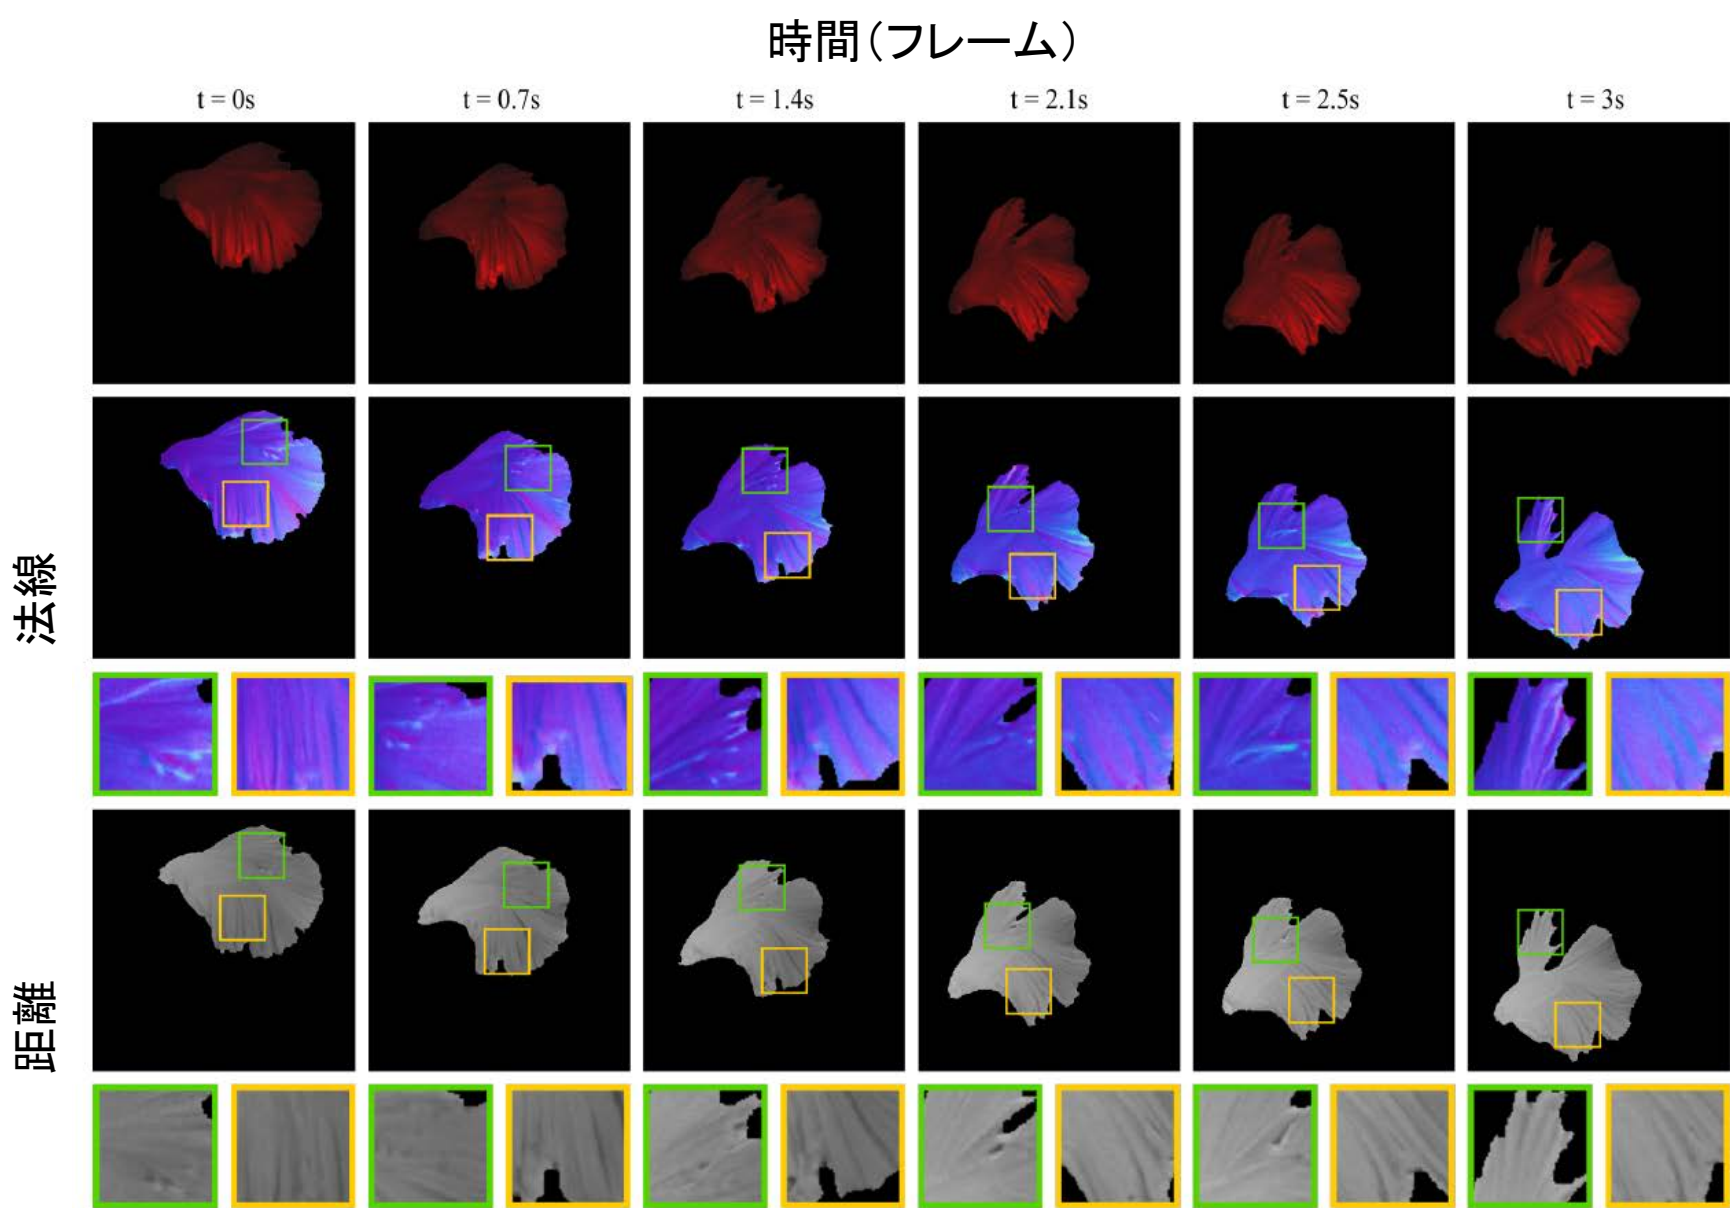 時間(フレーム)
t = 0s
t = 0.7s
t = 1.4s
t = 2.1s
t = 2.5s
t = 3s
法線
距離